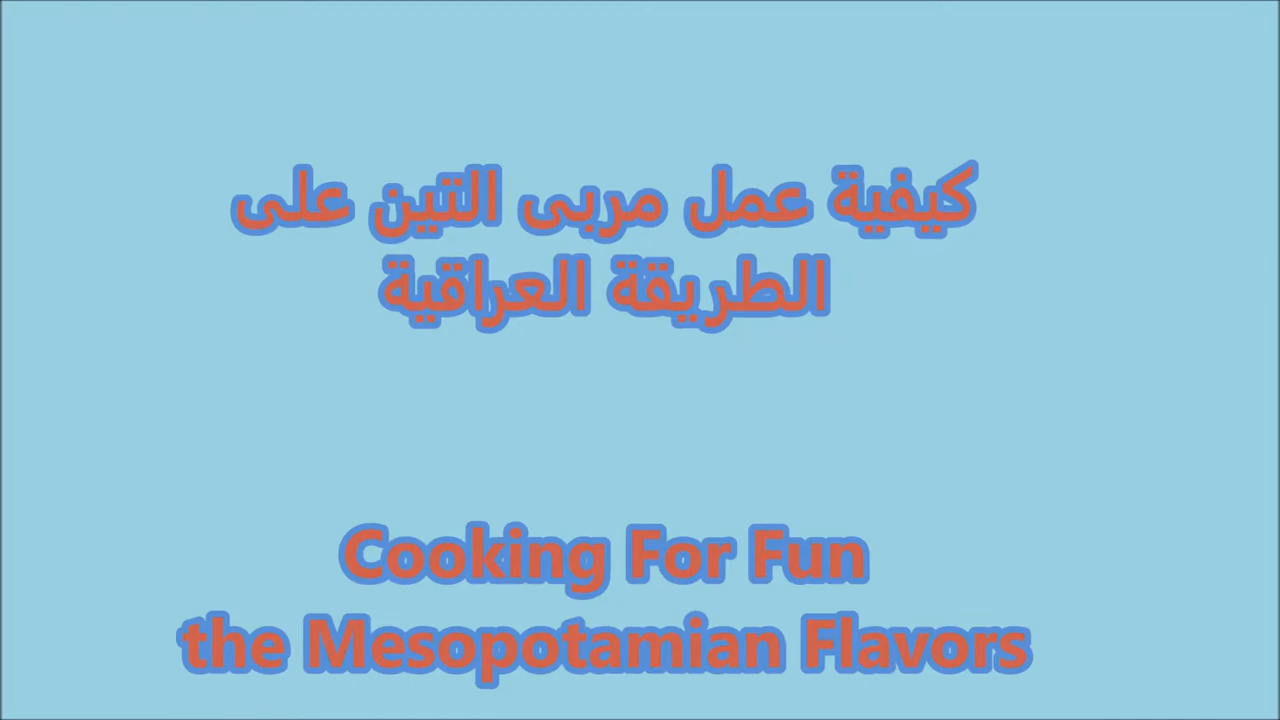 كيفية عمل مربى التين على
الطريقة العراقية
Cooking For Fun
the Mesopotamian Flavors